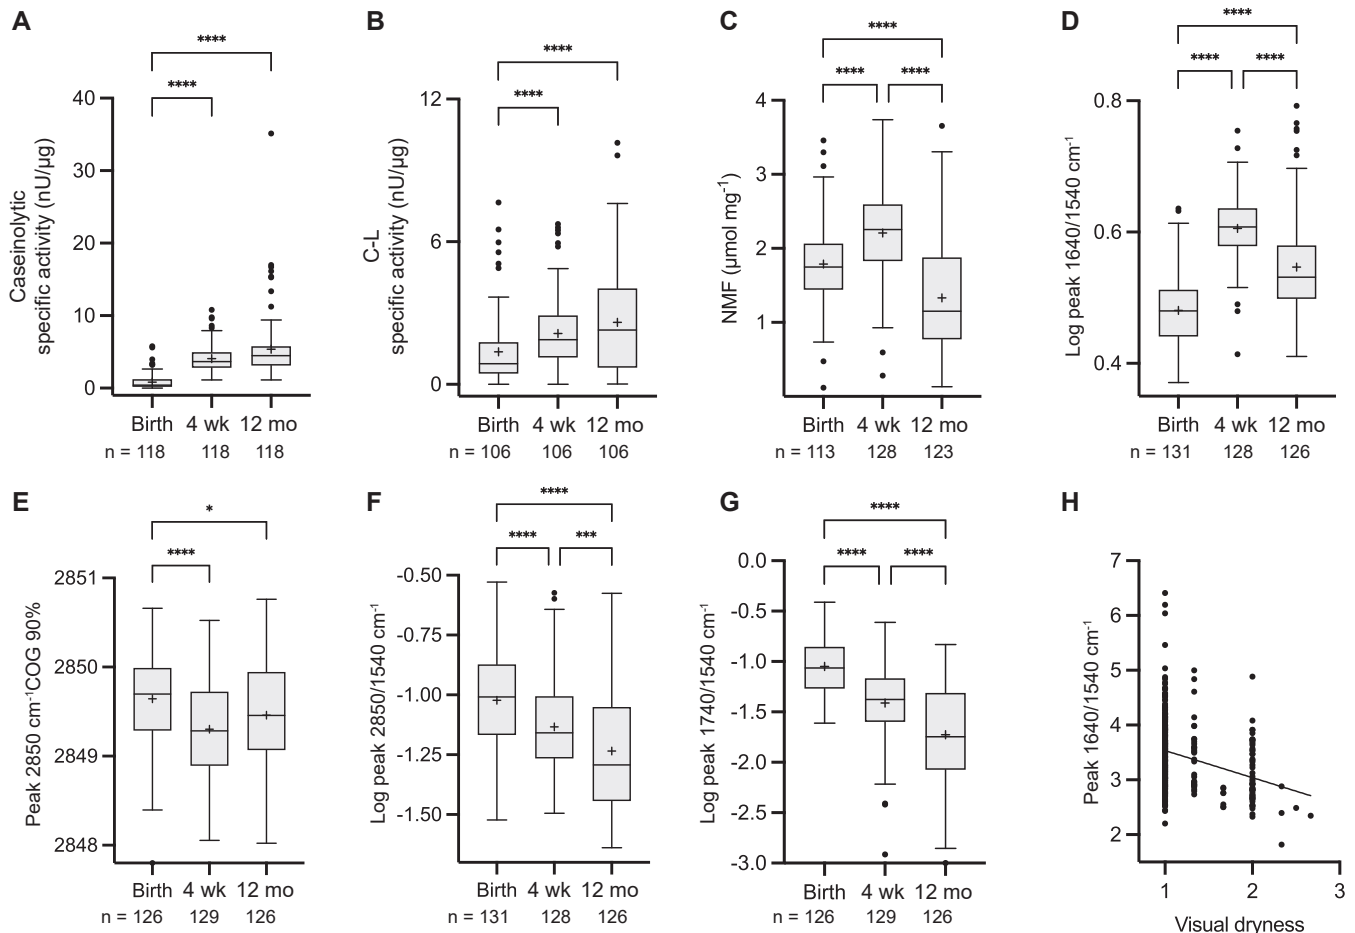 A
****
****
Caseinolytic
specific activity (nU/µg)
40
30
20
10
0
Birth 4 wk 12 mo
n = 118 118 118
B
****
****
C-L
specific activity (nU/µg)
12
6
0
Birth 4 wk 12 mo
n = 106 106 106
C
****
**** ****
NMF (µmol mg-1)
4
3
2
1
Birth 4 wk 12 mo
n = 113 128 123
D
****
**** ****
Log peak 1640/1540 cm-1
0.8
0.6
0.4
Birth 4 wk 12 mo
n = 131 128 126
E
*
****
Peak 2850 cm-1COG 90%
2851
2850
2849
2848
Birth 4 wk 12 mo
n = 126 129 126
F
****
**** ***
Log peak 2850/1540 cm-1
-0.50
-0.75
-1.00
-1.25
-1.50
Birth 4 wk 12 mo
n = 131 128 126
G
****
**** ****
Log peak 1740/1540 cm-1
0.0
-0.5
-1.0
-1.5
-2.0
-2.5
-3.0
Birth 4 wk 12 mo
n = 126 129 126
H
Peak 1640/1540 cm-1
7
6
5
4
3
2
1 2 3
Visual dryness